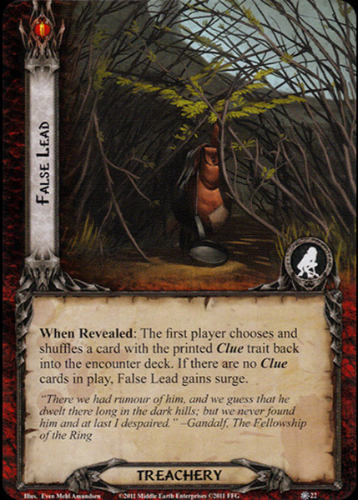 FALSE LEAD
When Revealed: The first player chooses and
shuffles a card with the printed Clue trait back
into the encounter deck. If there are no Clue
cards in play, False Lead gains surge.
"There we had rumour of him, and we guess that he
dwelt there long in the dark hills; but we never found
him and at last I despaired." –Gandalf, The Fellowship
of the Ring
TREACHERY
Illus. Even Mehl Amundsen ©2011 Middle Earth Enterprises ©2011 FFG 22